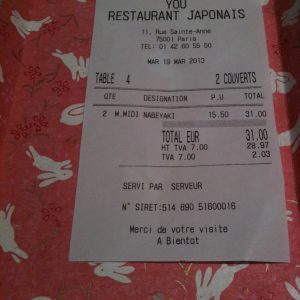 YOU
RESTAURANT JAPONAIS
11, Rue Sainte-Anne
75001 Paris
TEL: 01 42 60 55 50
MAR 19 MAR 2013
TABLE 4 2 COUVERTS
QTE DESIGNATION P.U TOTAL
2 M.MIDI NABEYAKI 15.50 31.00
TOTAL EUR 31.00
HT TVA 7.00 28.97
TVA 7.00 2.03
SERVI PAR SERVEUR
N° SIRET:514 890 51600016
Merci de votre visite
A Bientot